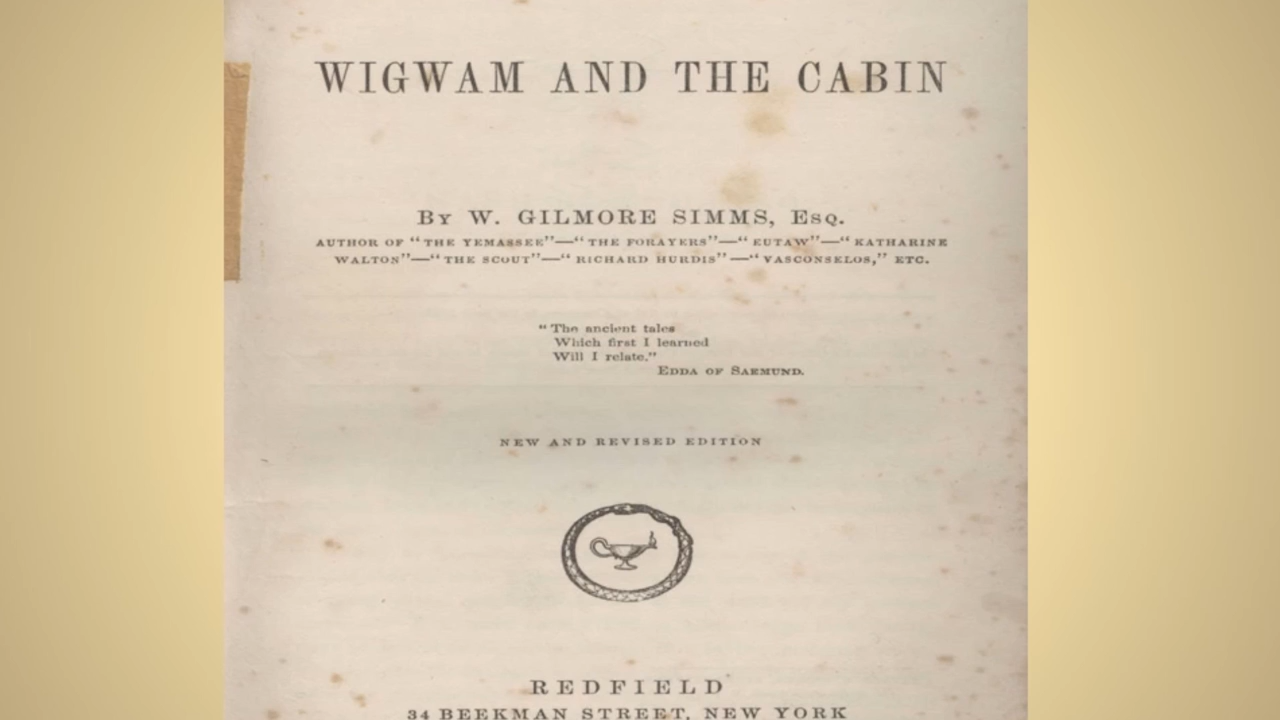 WIGWAM AND THE CABIN
By W. GILMORE SIMMS, Esq.
AUTHOR OF "THE YEMASSEE"—"THE FORAYERS"—"EUTAW"—"KATHARINE
WALTON"—"THE SCOUT"—"RICHARD HURDIS"—"VASCONSELOS," ETC.
"The ancient tales
Which first I learned
Will I relate."
Edda of Saemund.
NEW AND REVISED EDITION
REDFIELD
34 BEEKMAN STREET, NEW YORK